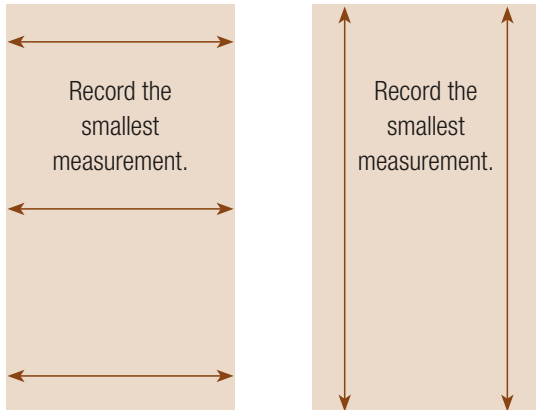 Record the
smallest
measurement.
Record the
smallest
measurement.